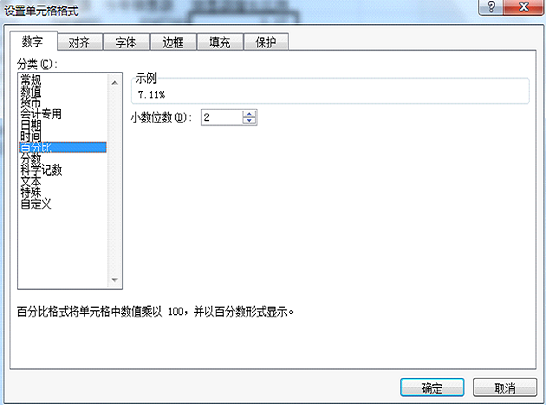 设置单元格格式
数字 对齐 字体 边框 填充 保护
分类(C):
常规
数值
货币
会计专用
日期
时间
百分比
分数
科学记数
文本
特殊
自定义
示例
7.11%
小数位数(D): 2
百分比格式将单元格中数值乘以 100，并以百分数形式显示。
确定 取消